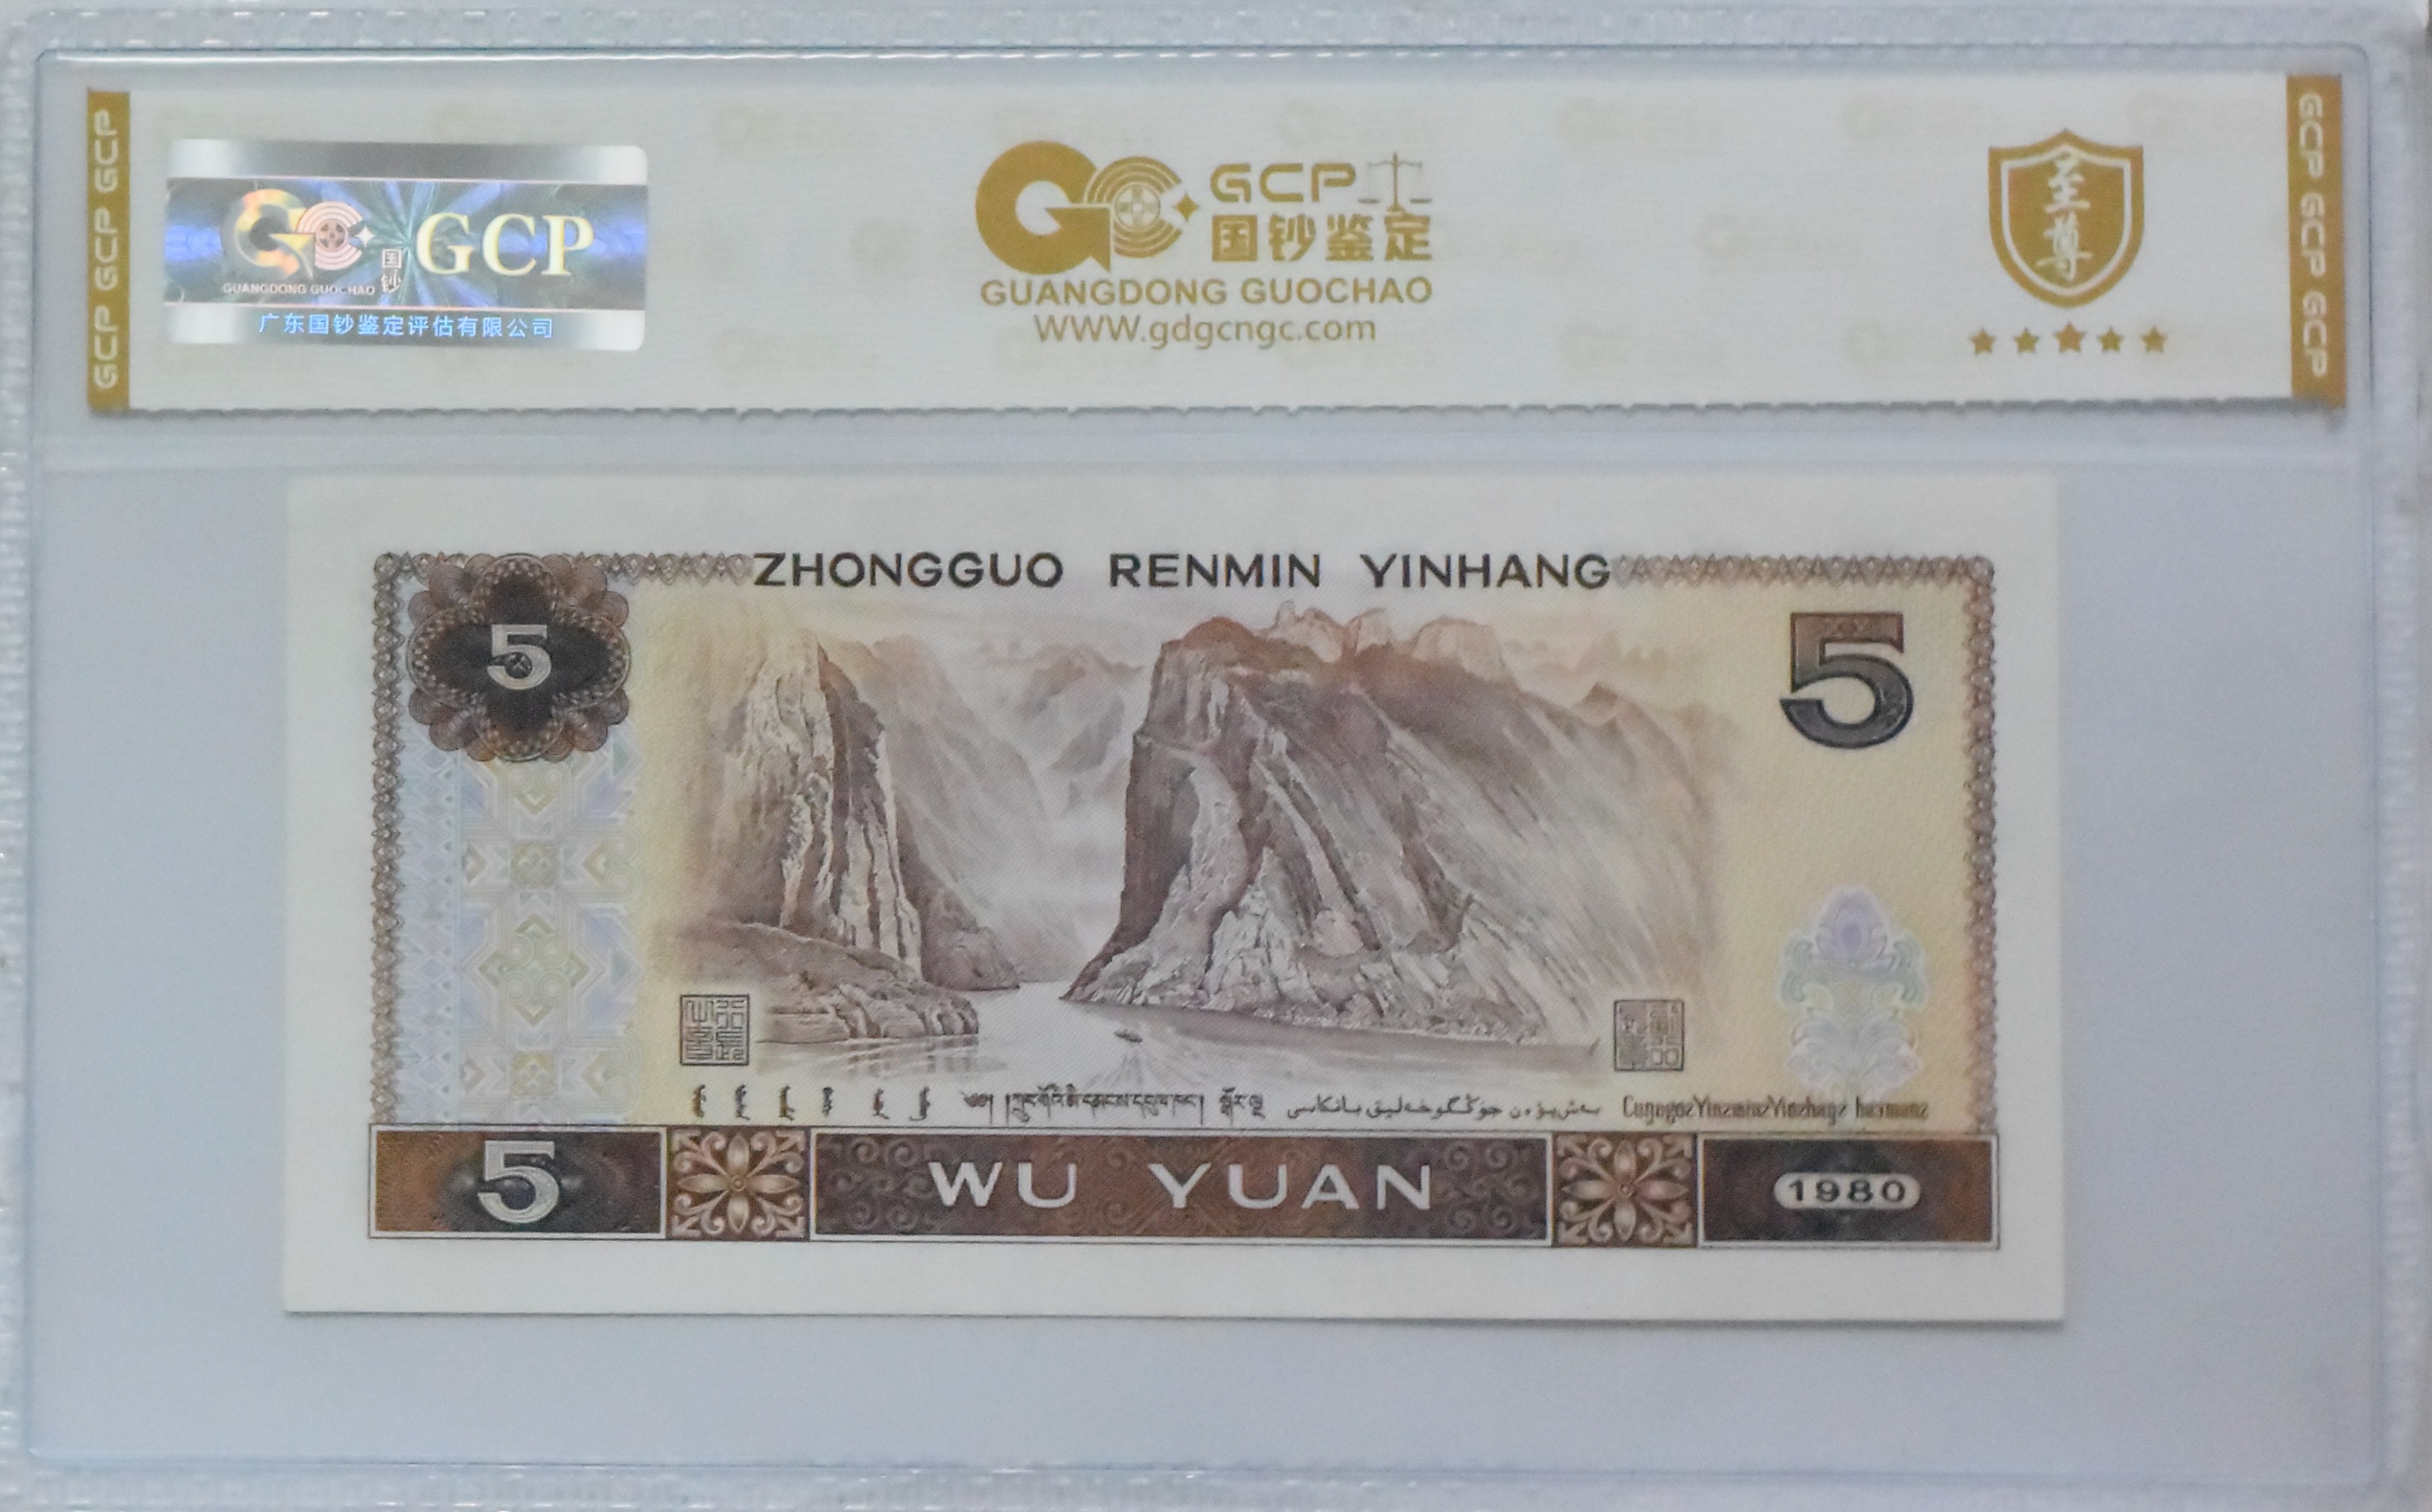 GCP GCP GCP
GCP
国钞
GUANGDONG GUOCHAO
广东国钞鉴定评估有限公司
GCP
国钞鉴定
GUANGDONG GUOCHAO
WWW.gdgcngc.com
至尊
GCP GCP GCP
ZHONGGUO RENMIN YINHANG
5
5
5
WU YUAN
1980